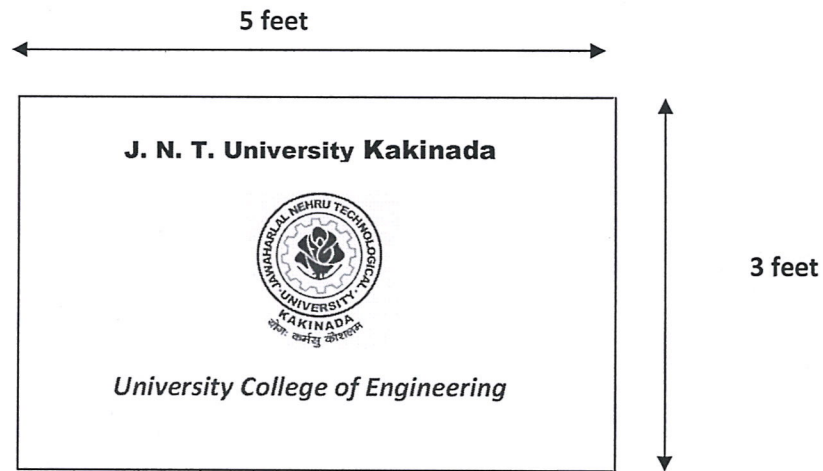 5 feet
J. N. T. University Kakinada
JAWAHARLAL NEHRU TECHNOLOGICAL
·UNIVERSITY·
KAKINADA
योगः कर्मसु कौशलम
University College of Engineering
3 feet